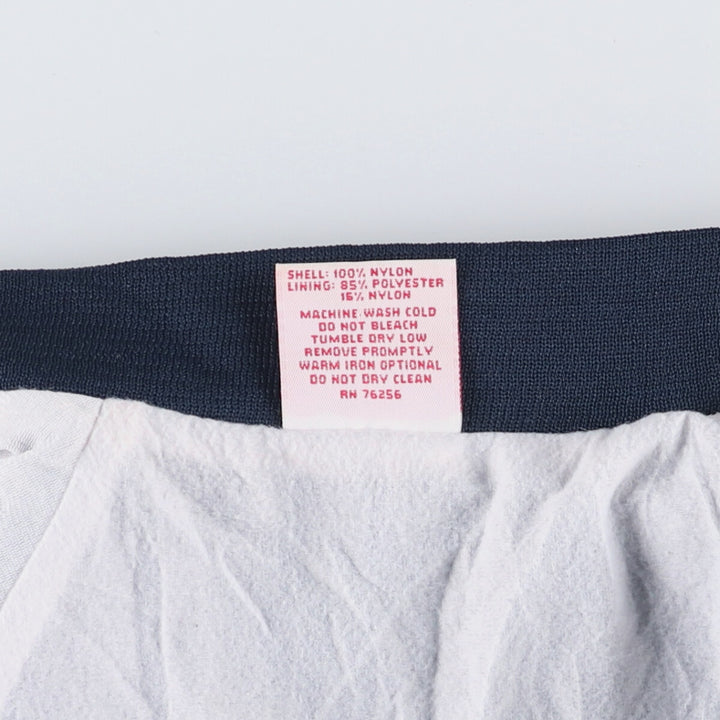 SHELL: 100% NYLON
LINING: 85% POLYESTER
15% NYLON
MACHINE WASH COLD
DO NOT BLEACH
TUMBLE DRY LOW
REMOVE PROMPTLY
WARM IRON OPTIONAL
DO NOT DRY CLEAN
RN 76256